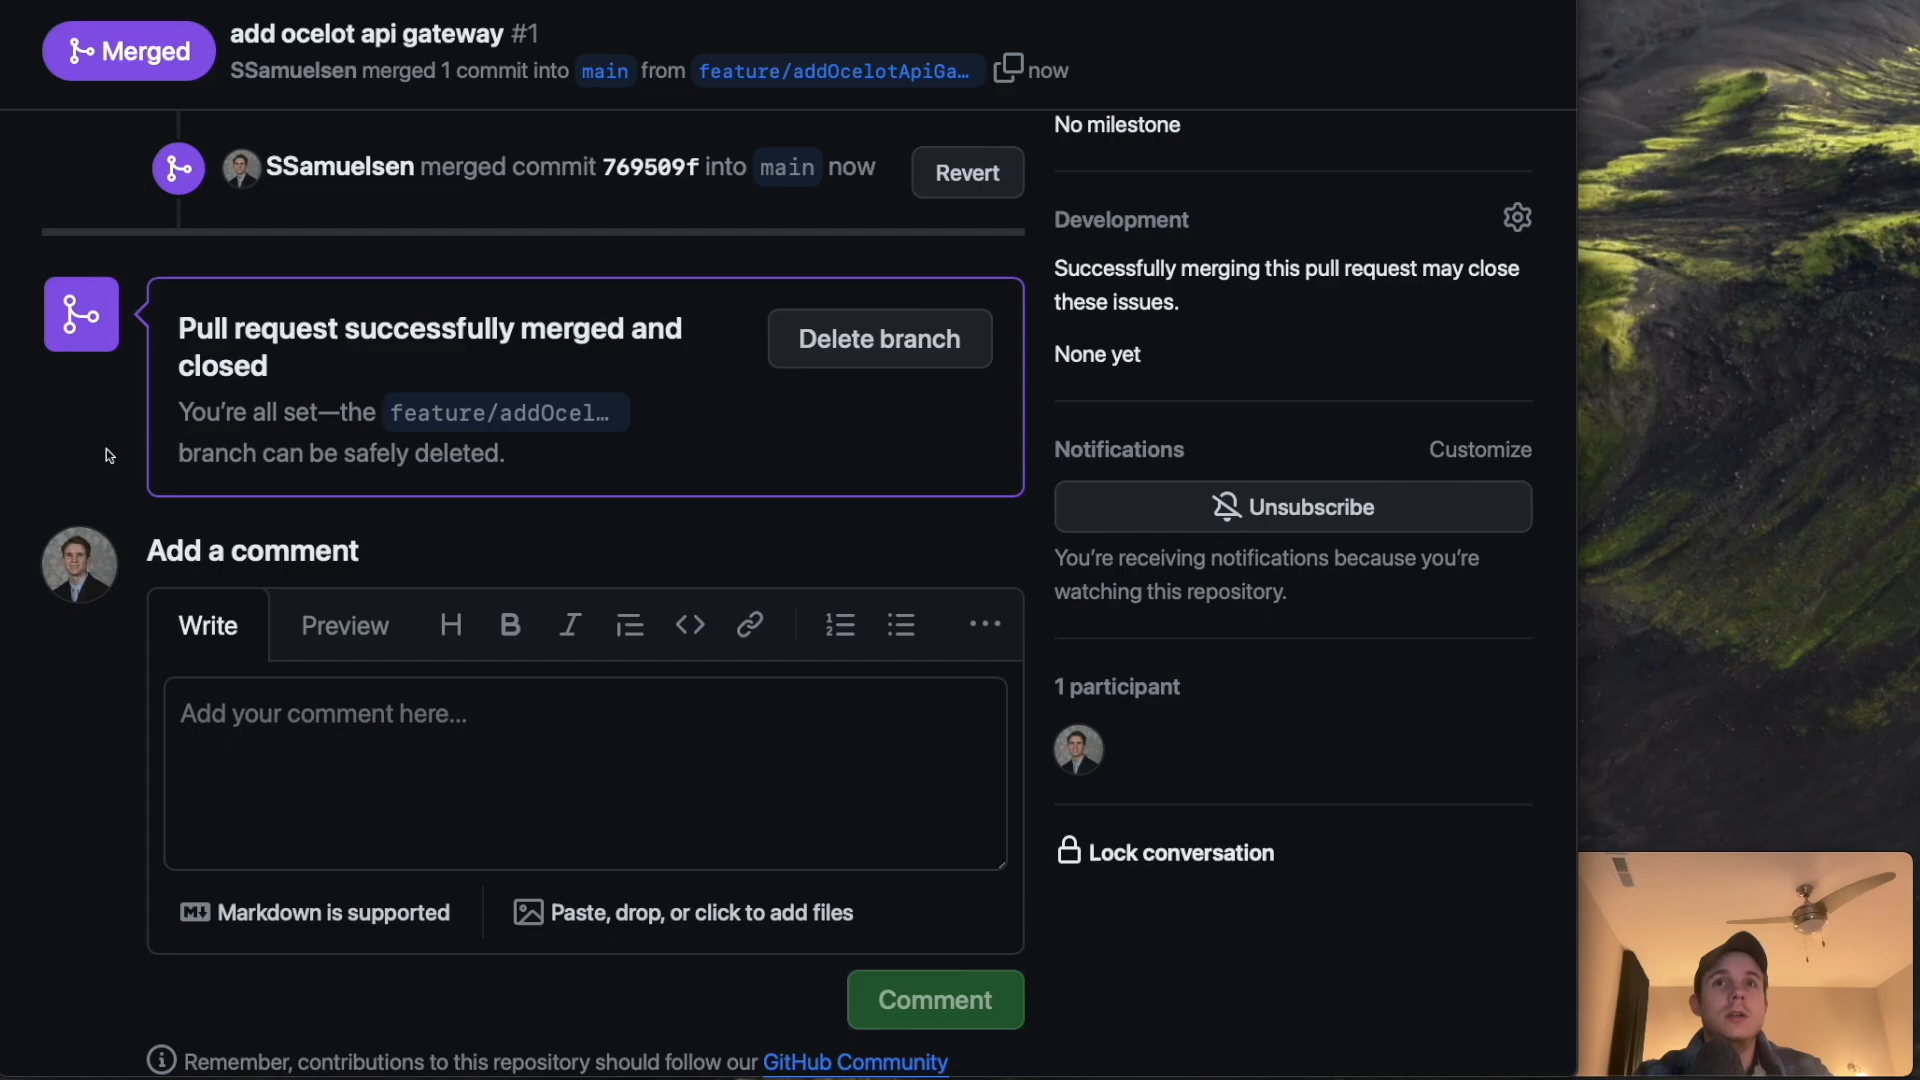 Merged
add ocelot api gateway #1
SSamuelsen merged 1 commit into main from feature/addOcelotApiGa… now
SSamuelsen merged commit 769509f into main now
Revert
Pull request successfully merged and
closed
Delete branch
You're all set—the feature/addOcel…
branch can be safely deleted.
Add a comment
Write
Preview
Add your comment here...
Markdown is supported
Paste, drop, or click to add files
Comment
Remember, contributions to this repository should follow our GitHub Community
No milestone
Development
Successfully merging this pull request may close
these issues.
None yet
Notifications
Customize
Unsubscribe
You're receiving notifications because you're
watching this repository.
1 participant
Lock conversation